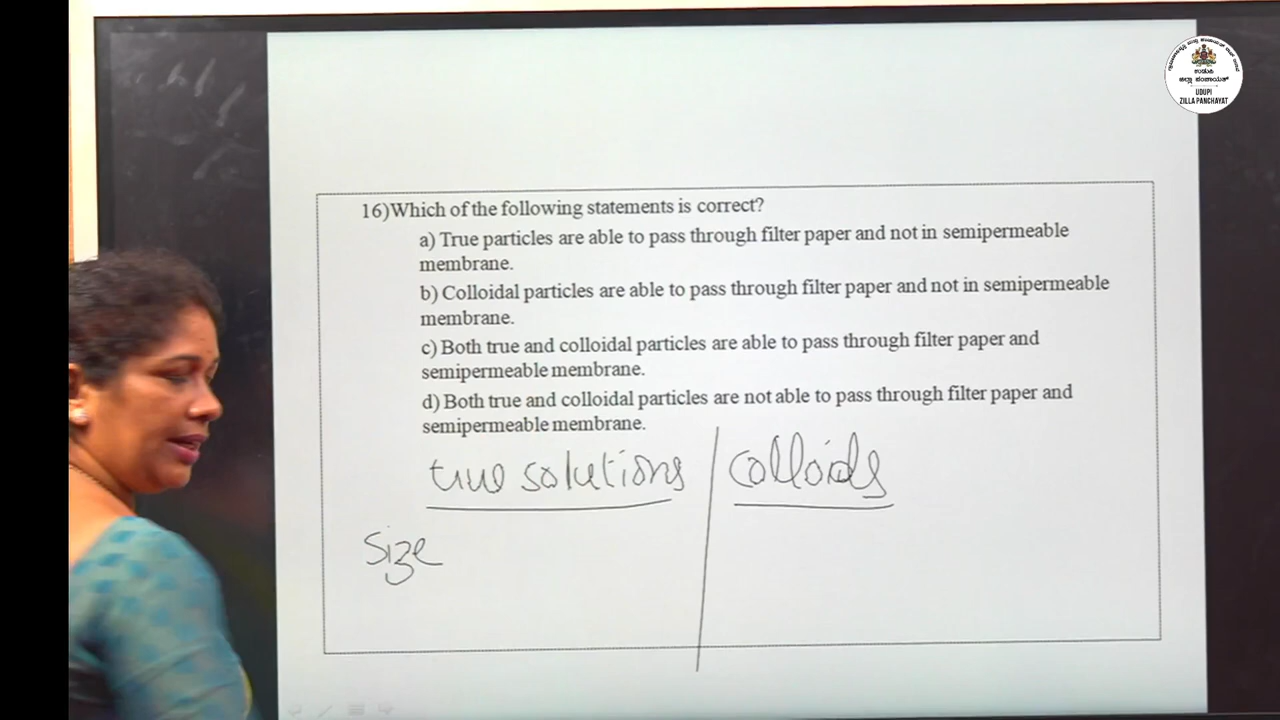 ಉಡುಪಿ
ಜಿಲ್ಲಾ ಪಂಚಾಯತ್
UDUPI
ZILLA PANCHAYAT
16)Which of the following statements is correct?
a) True particles are able to pass through filter paper and not in semipermeable
membrane.
b) Colloidal particles are able to pass through filter paper and not in semipermeable
membrane.
c) Both true and colloidal particles are able to pass through filter paper and
semipermeable membrane.
d) Both true and colloidal particles are not able to pass through filter paper and
semipermeable membrane.
true solutions colloids
Size